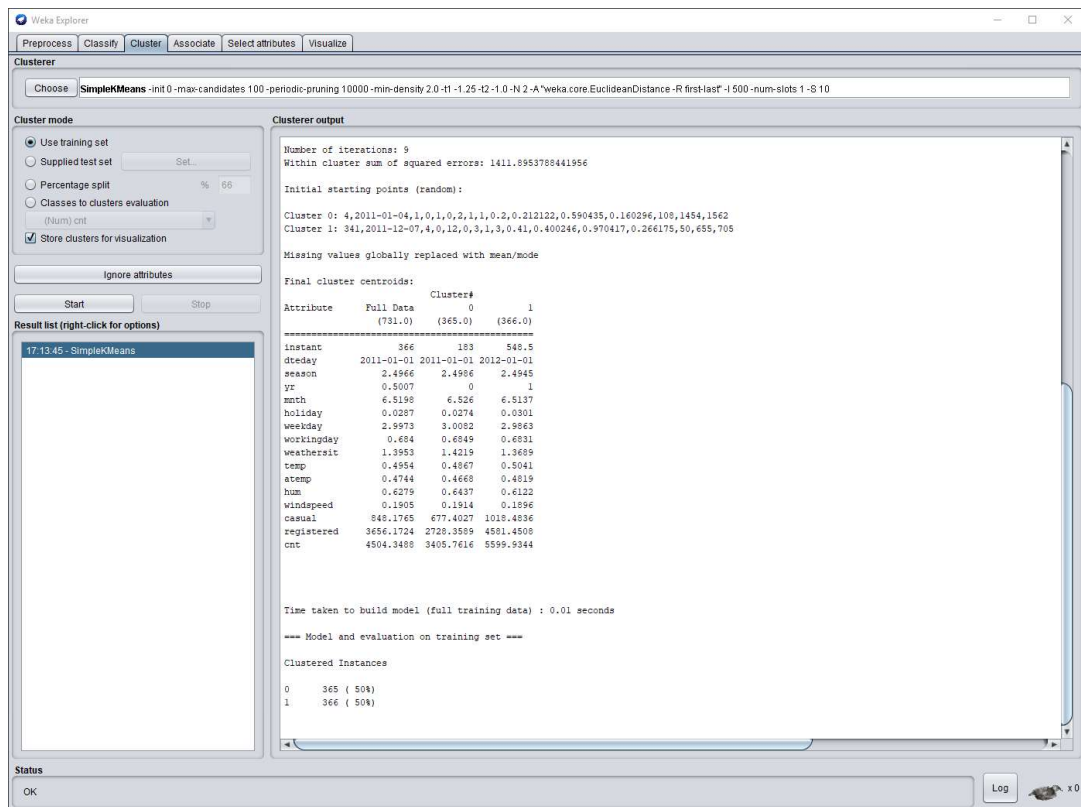 Weka Explorer
Preprocess Classify Cluster Associate Select attributes Visualize
Clusterer
Choose SimpleKMeans -init 0 -max-candidates 100 -periodic-pruning 10000 -min-density 2.0 -t1 -1.25 -t2 -1.0 -N 2 -A "weka.core.EuclideanDistance -R first-last" -I 500 -num-slots 1 -S 10
Cluster mode
Use training set
Supplied test set Set...
Percentage split % 66
Classes to clusters evaluation
(Num) cnt
Store clusters for visualization
Ignore attributes
Start Stop
Result list (right-click for options)
17:13:45 - SimpleKMeans
Clusterer output
Number of iterations: 9
Within cluster sum of squared errors: 1411.8953788441956
Initial starting points (random):
Cluster 0: 4,2011-01-04,1,0,1,0,2,1,1,0.2,0.212122,0.590435,0.160296,108,1454,1562
Cluster 1: 341,2011-12-07,4,0,12,0,3,1,3,0.41,0.400246,0.970417,0.266175,50,655,705
Missing values globally replaced with mean/mode
Final cluster centroids:
Cluster#
Attribute Full Data 0 1
(731.0) (365.0) (366.0)
================================================
instant 366 183 548.5
dteday 2011-01-01 2011-01-01 2012-01-01
season 2.4966 2.4986 2.4945
yr 0.5007 0 1
mnth 6.5198 6.526 6.5137
holiday 0.0287 0.0274 0.0301
weekday 2.9973 3.0082 2.9863
workingday 0.684 0.6849 0.6831
weathersit 1.3953 1.4219 1.3689
temp 0.4954 0.4867 0.5041
atemp 0.4744 0.4668 0.4819
hum 0.6279 0.6437 0.6122
windspeed 0.1905 0.1914 0.1896
casual 848.1765 677.4027 1018.4836
registered 3656.1724 2728.3589 4581.4508
cnt 4504.3488 3405.7616 5599.9344
Time taken to build model (full training data) : 0.01 seconds
=== Model and evaluation on training set ===
Clustered Instances
0 365 ( 50%)
1 366 ( 50%)
Status
OK
Log x 0